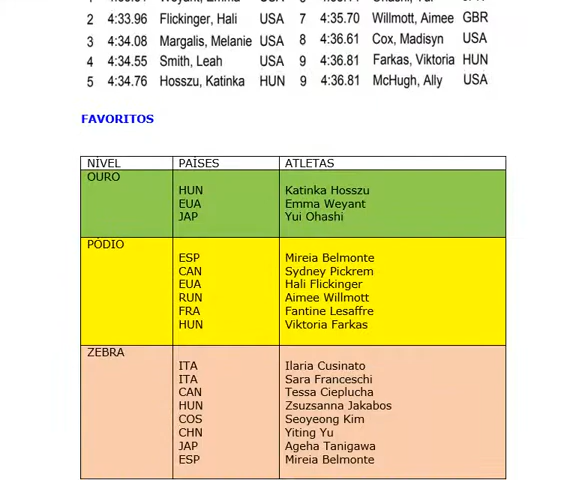 2 4:33.96 Flickinger, Hali USA 7 4:35.70 Willmott, Aimee GBR
3 4:34.08 Margalis, Melanie USA 8 4:36.61 Cox, Madisyn USA
4 4:34.55 Smith, Leah USA 9 4:36.81 Farkas, Viktoria HUN
5 4:34.76 Hosszu, Katinka HUN 9 4:36.81 McHugh, Ally USA
FAVORITOS
NÍVEL PAÍSES ATLETAS
OURO
HUN Katinka Hosszu
EUA Emma Weyant
JAP Yui Ohashi
PÓDIO
ESP Mireia Belmonte
CAN Sydney Pickrem
EUA Hali Flickinger
RUN Aimee Willmott
FRA Fantine Lesaffre
HUN Viktoria Farkas
ZEBRA
ITA Ilaria Cusinato
ITA Sara Franceschi
CAN Tessa Cieplucha
HUN Zsuzsanna Jakabos
COS Seoyeong Kim
CHN Yiting Yu
JAP Ageha Tanigawa
ESP Mireia Belmonte